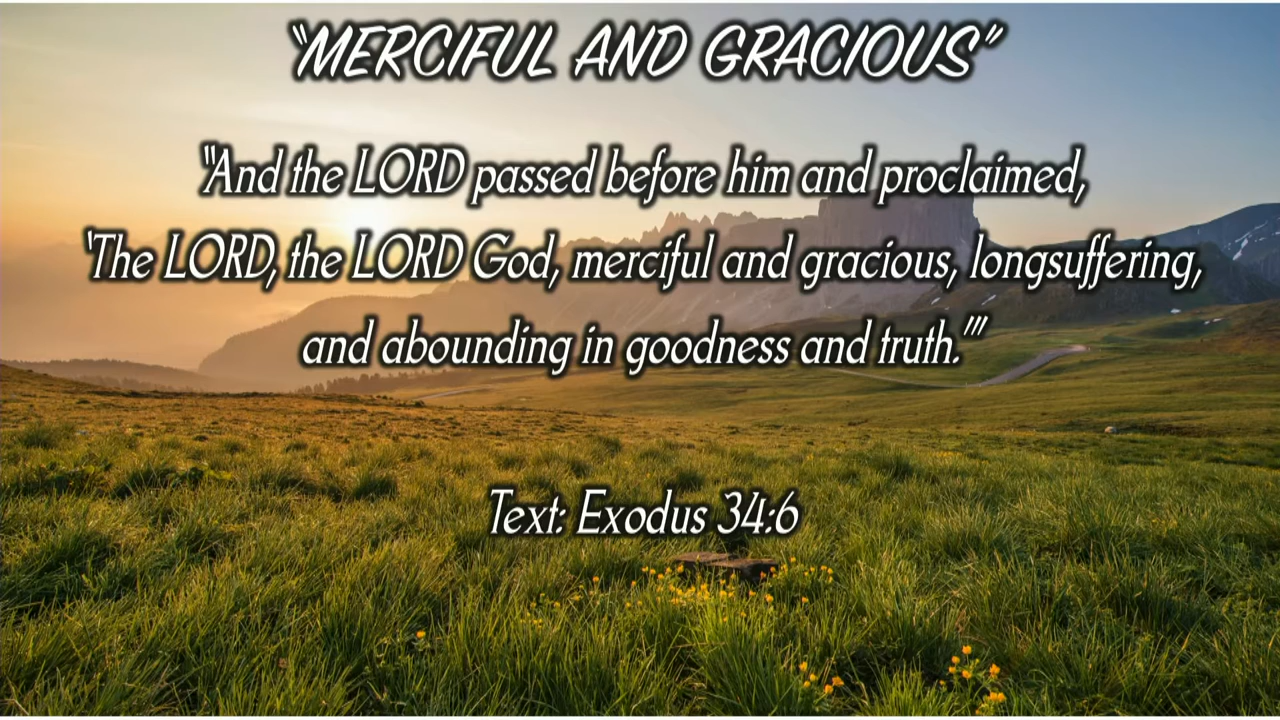 “MERCIFUL AND GRACIOUS”
“And the LORD passed before him and proclaimed,
‘The LORD, the LORD God, merciful and gracious, longsuffering,
and abounding in goodness and truth.’”
Text: Exodus 34:6